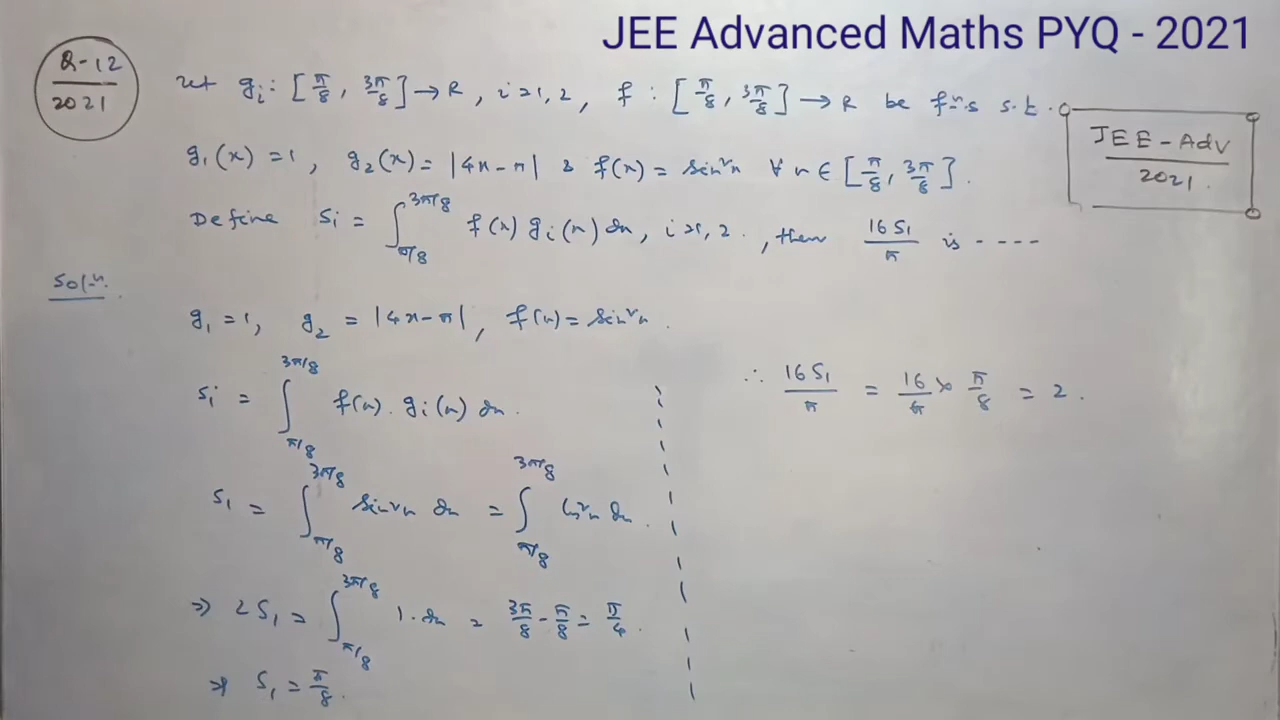 JEE Advanced Maths PYQ - 2021
Q-12
2021
Let gᵢ : [π/8, 3π/8] → R, i=1,2, f : [π/8, 3π/8] → R be fⁿs s.t.
JEE-Adv
2021.
g₁(x) = 1, g₂(x) = |4x-π| & f(x) = sin²x ∀ x ∈ [π/8, 3π/8].
Define Sᵢ = ∫_{π/8}^{3π/8} f(x) gᵢ(x) dx, i=1,2., then 16S₁/π is ----
Solⁿ.
g₁=1, g₂ = |4x-π|, f(x) = sin²x.
Sᵢ = ∫_{π/8}^{3π/8} f(x). gᵢ(x) dx.
S₁ = ∫_{π/8}^{3π/8} sin²x dx = ∫_{π/8}^{3π/8} cos²x dx.
⇒ 2S₁ = ∫_{π/8}^{3π/8} 1. dx = 3π/8 - π/8 = π/4.
⇒ S₁ = π/8.
∴ 16S₁/π = 16/π × π/8 = 2.